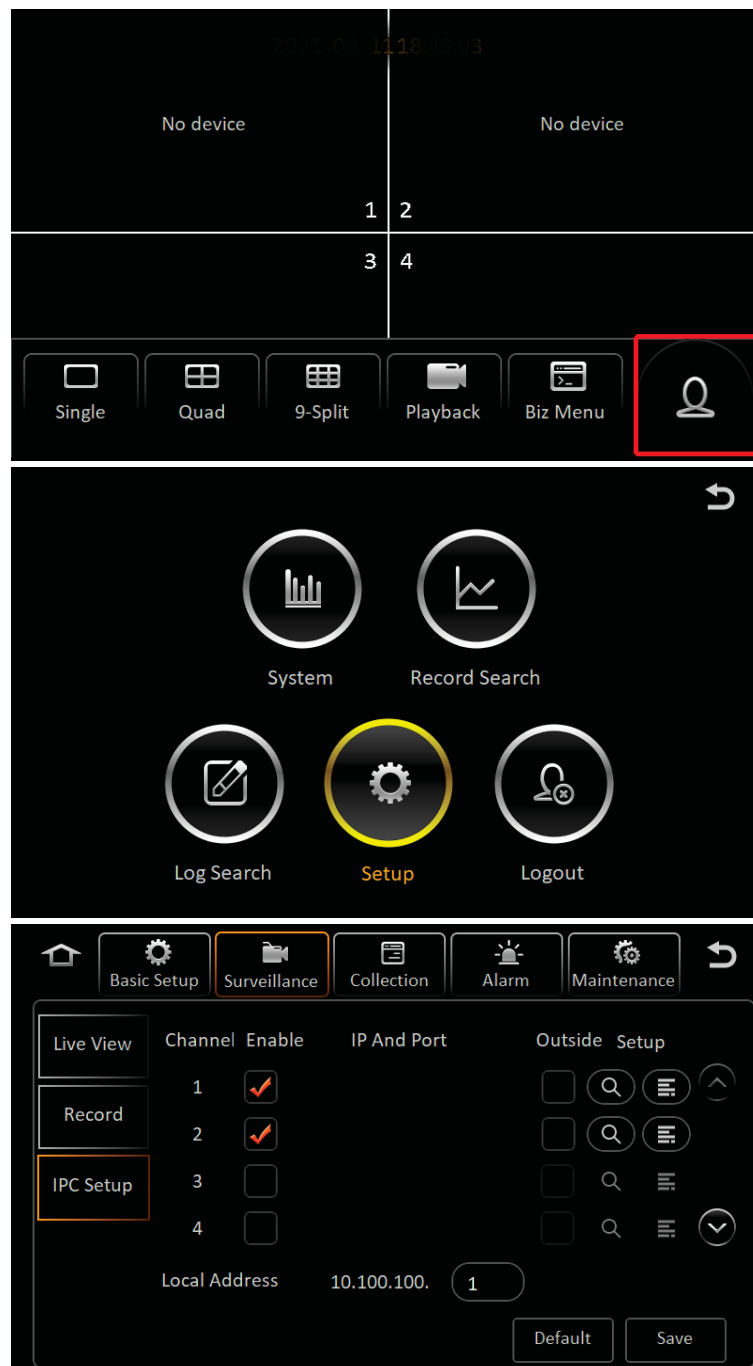 No device No device
1 2
3 4
Single Quad 9-Split Playback Biz Menu
System Record Search
Log Search Setup Logout
Basic Setup Surveillance Collection Alarm Maintenance
Live View Channel Enable IP And Port Outside Setup
1
Record
2
IPC Setup 3
4
Local Address 10.100.100. 1
Default Save